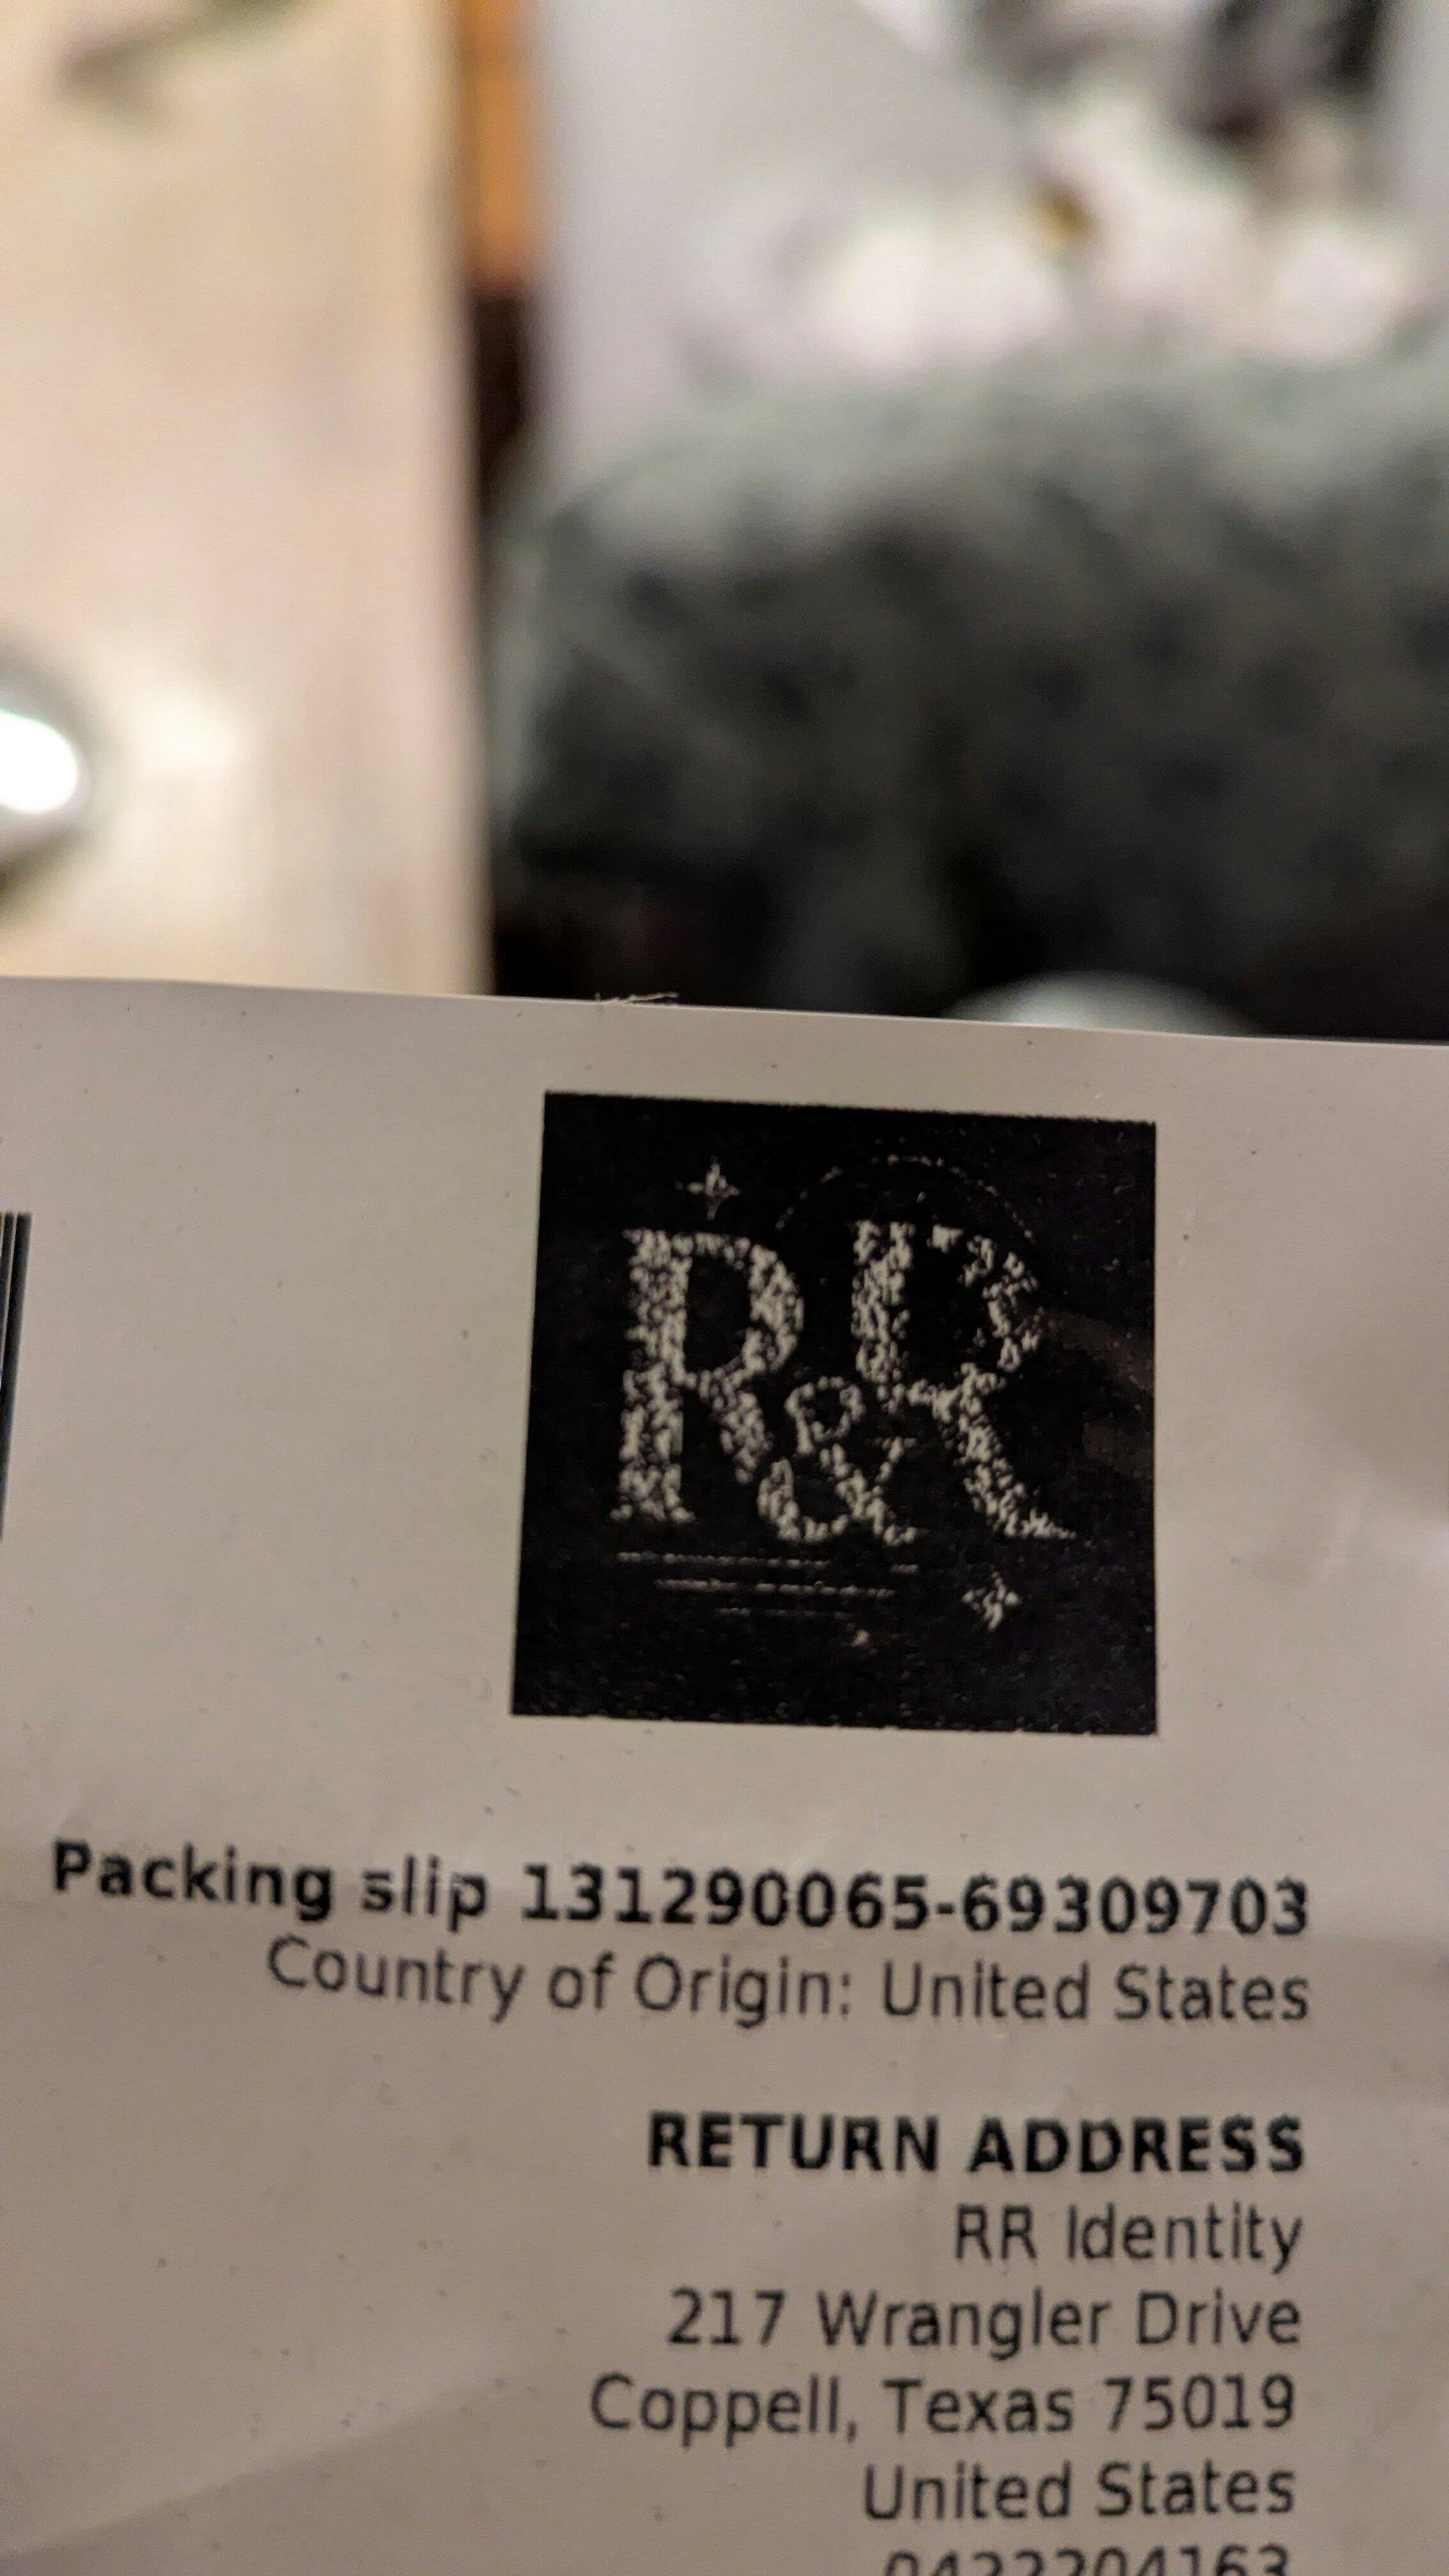 R&R
Packing slip 131290065-69309703
Country of Origin: United States
RETURN ADDRESS
RR Identity
217 Wrangler Drive
Coppell, Texas 75019
United States